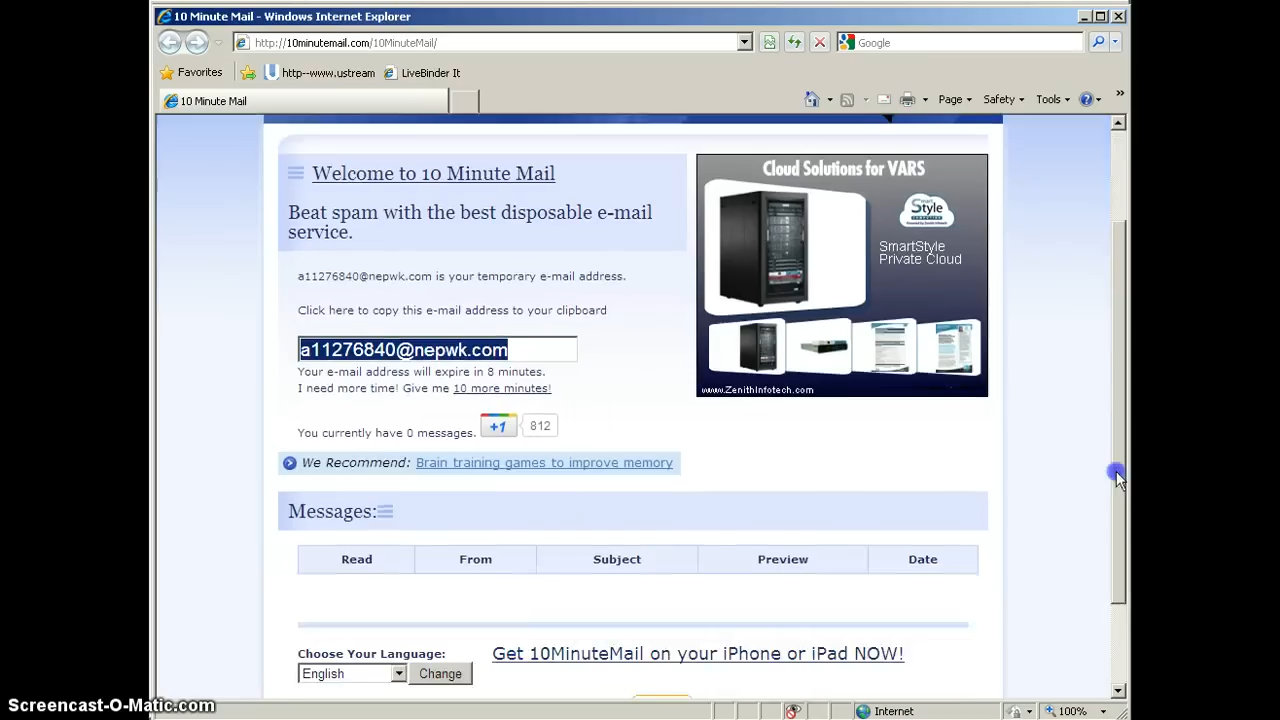 10 Minute Mail - Windows Internet Explorer
http://10minutemail.com/10MinuteMail/
Google
Favorites
http--www.ustream
LiveBinder It
10 Minute Mail
Page
Safety
Tools
»
Welcome to 10 Minute Mail
Beat spam with the best disposable e-mail
service.
a11276840@nepwk.com is your temporary e-mail address.
Click here to copy this e-mail address to your clipboard
a11276840@nepwk.com
Your e-mail address will expire in 8 minutes.
I need more time! Give me 10 more minutes!
You currently have 0 messages.
+1
812
Cloud Solutions for VARS
Smart
Style
SmartStyle
Private Cloud
www.ZenithInfotech.com
We Recommend: Brain training games to improve memory
Messages:
Read From Subject Preview Date
Choose Your Language:
English
Change
Get 10MinuteMail on your iPhone or iPad NOW!
Internet
100%
Screencast-O-Matic.com